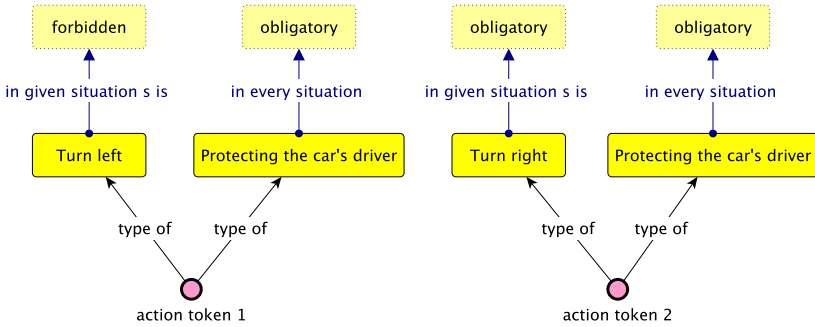 forbidden
obligatory
obligatory
obligatory
in given situation s is
in every situation
in given situation s is
in every situation
Turn left
Protecting the car's driver
Turn right
Protecting the car's driver
type of
type of
type of
type of
action token 1
action token 2